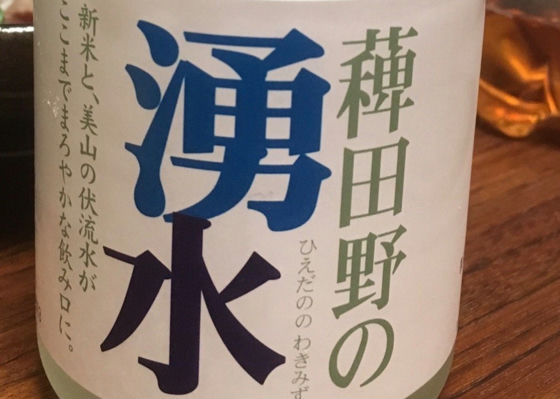 薭田野の
湧水
ひえだのの わきみず
新米と、美山の伏流水が
ここまでまろやかな飲み口に。